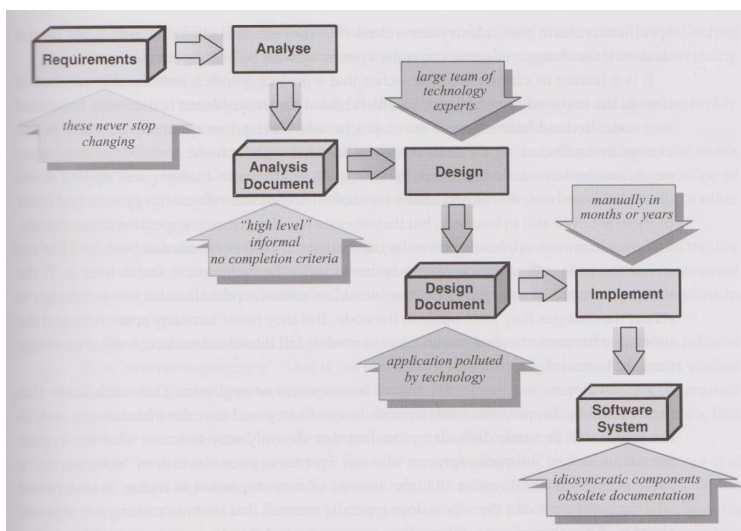 Requirements
Analyse
large team of
technology
experts
these never stop
changing
Analysis
Document
Design
manually in
months or years
"high level"
informal
no completion criteria
Design
Document
Implement
application polluted
by technology
Software
System
idiosyncratic components
obsolete documentation